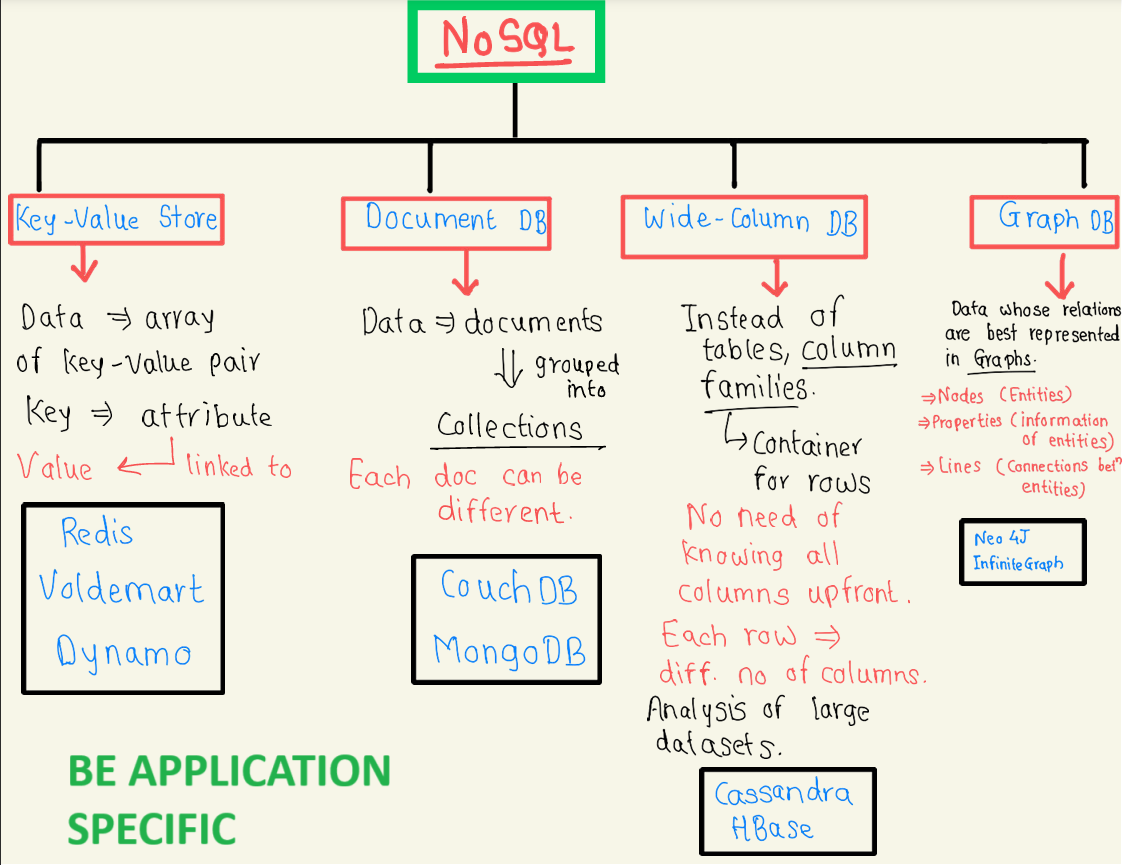 NoSQL
Key-Value Store
Data ⇒ array
of key-value pair
Key ⇒ attribute
Value ← linked to
Redis
Voldemart
Dynamo
BE APPLICATION
SPECIFIC
Document DB
Data ⇒ documents
⇓ grouped
into
Collections
Each doc can be
different.
CouchDB
MongoDB
Wide-Column DB
Instead of
tables, column
families.
↳ Container
for rows
No need of
knowing all
columns upfront.
Each row ⇒
diff. no of columns.
Analysis of large
datasets.
Cassandra
HBase
Graph DB
Data whose relations
are best represented
in Graphs.
⇒ Nodes (Entities)
⇒ Properties (information
of entities)
⇒ Lines (Connections betn
entities)
Neo 4J
InfiniteGraph